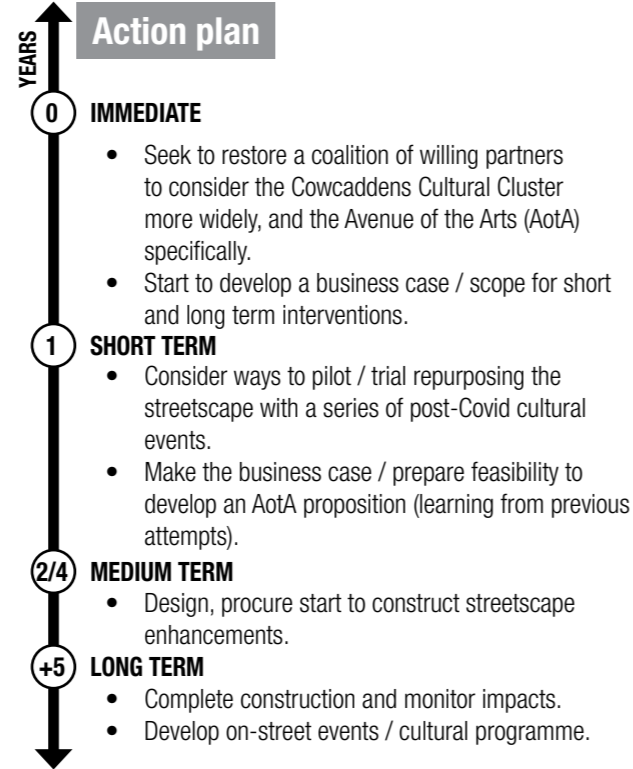 Action plan
YEARS
0 IMMEDIATE
• Seek to restore a coalition of willing partners
to consider the Cowcaddens Cultural Cluster
more widely, and the Avenue of the Arts (AotA)
specifically.
• Start to develop a business case / scope for short
and long term interventions.
1 SHORT TERM
• Consider ways to pilot / trial repurposing the
streetscape with a series of post-Covid cultural
events.
• Make the business case / prepare feasibility to
develop an AotA proposition (learning from previous
attempts).
2/4 MEDIUM TERM
• Design, procure start to construct streetscape
enhancements.
+5 LONG TERM
• Complete construction and monitor impacts.
• Develop on-street events / cultural programme.